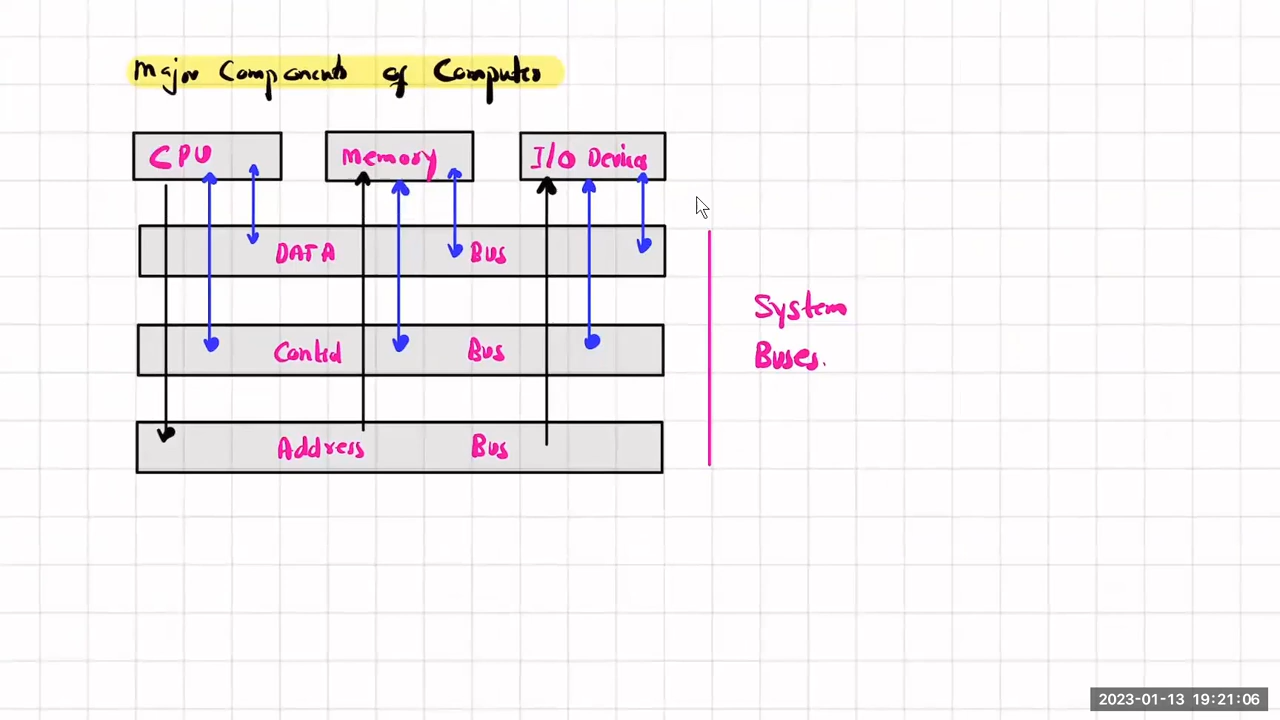 Major Components of Computer
CPU
Memory
I/O Devices
DATA Bus
Control Bus
Address Bus
System
Buses.
2023-01-13 19:21:06